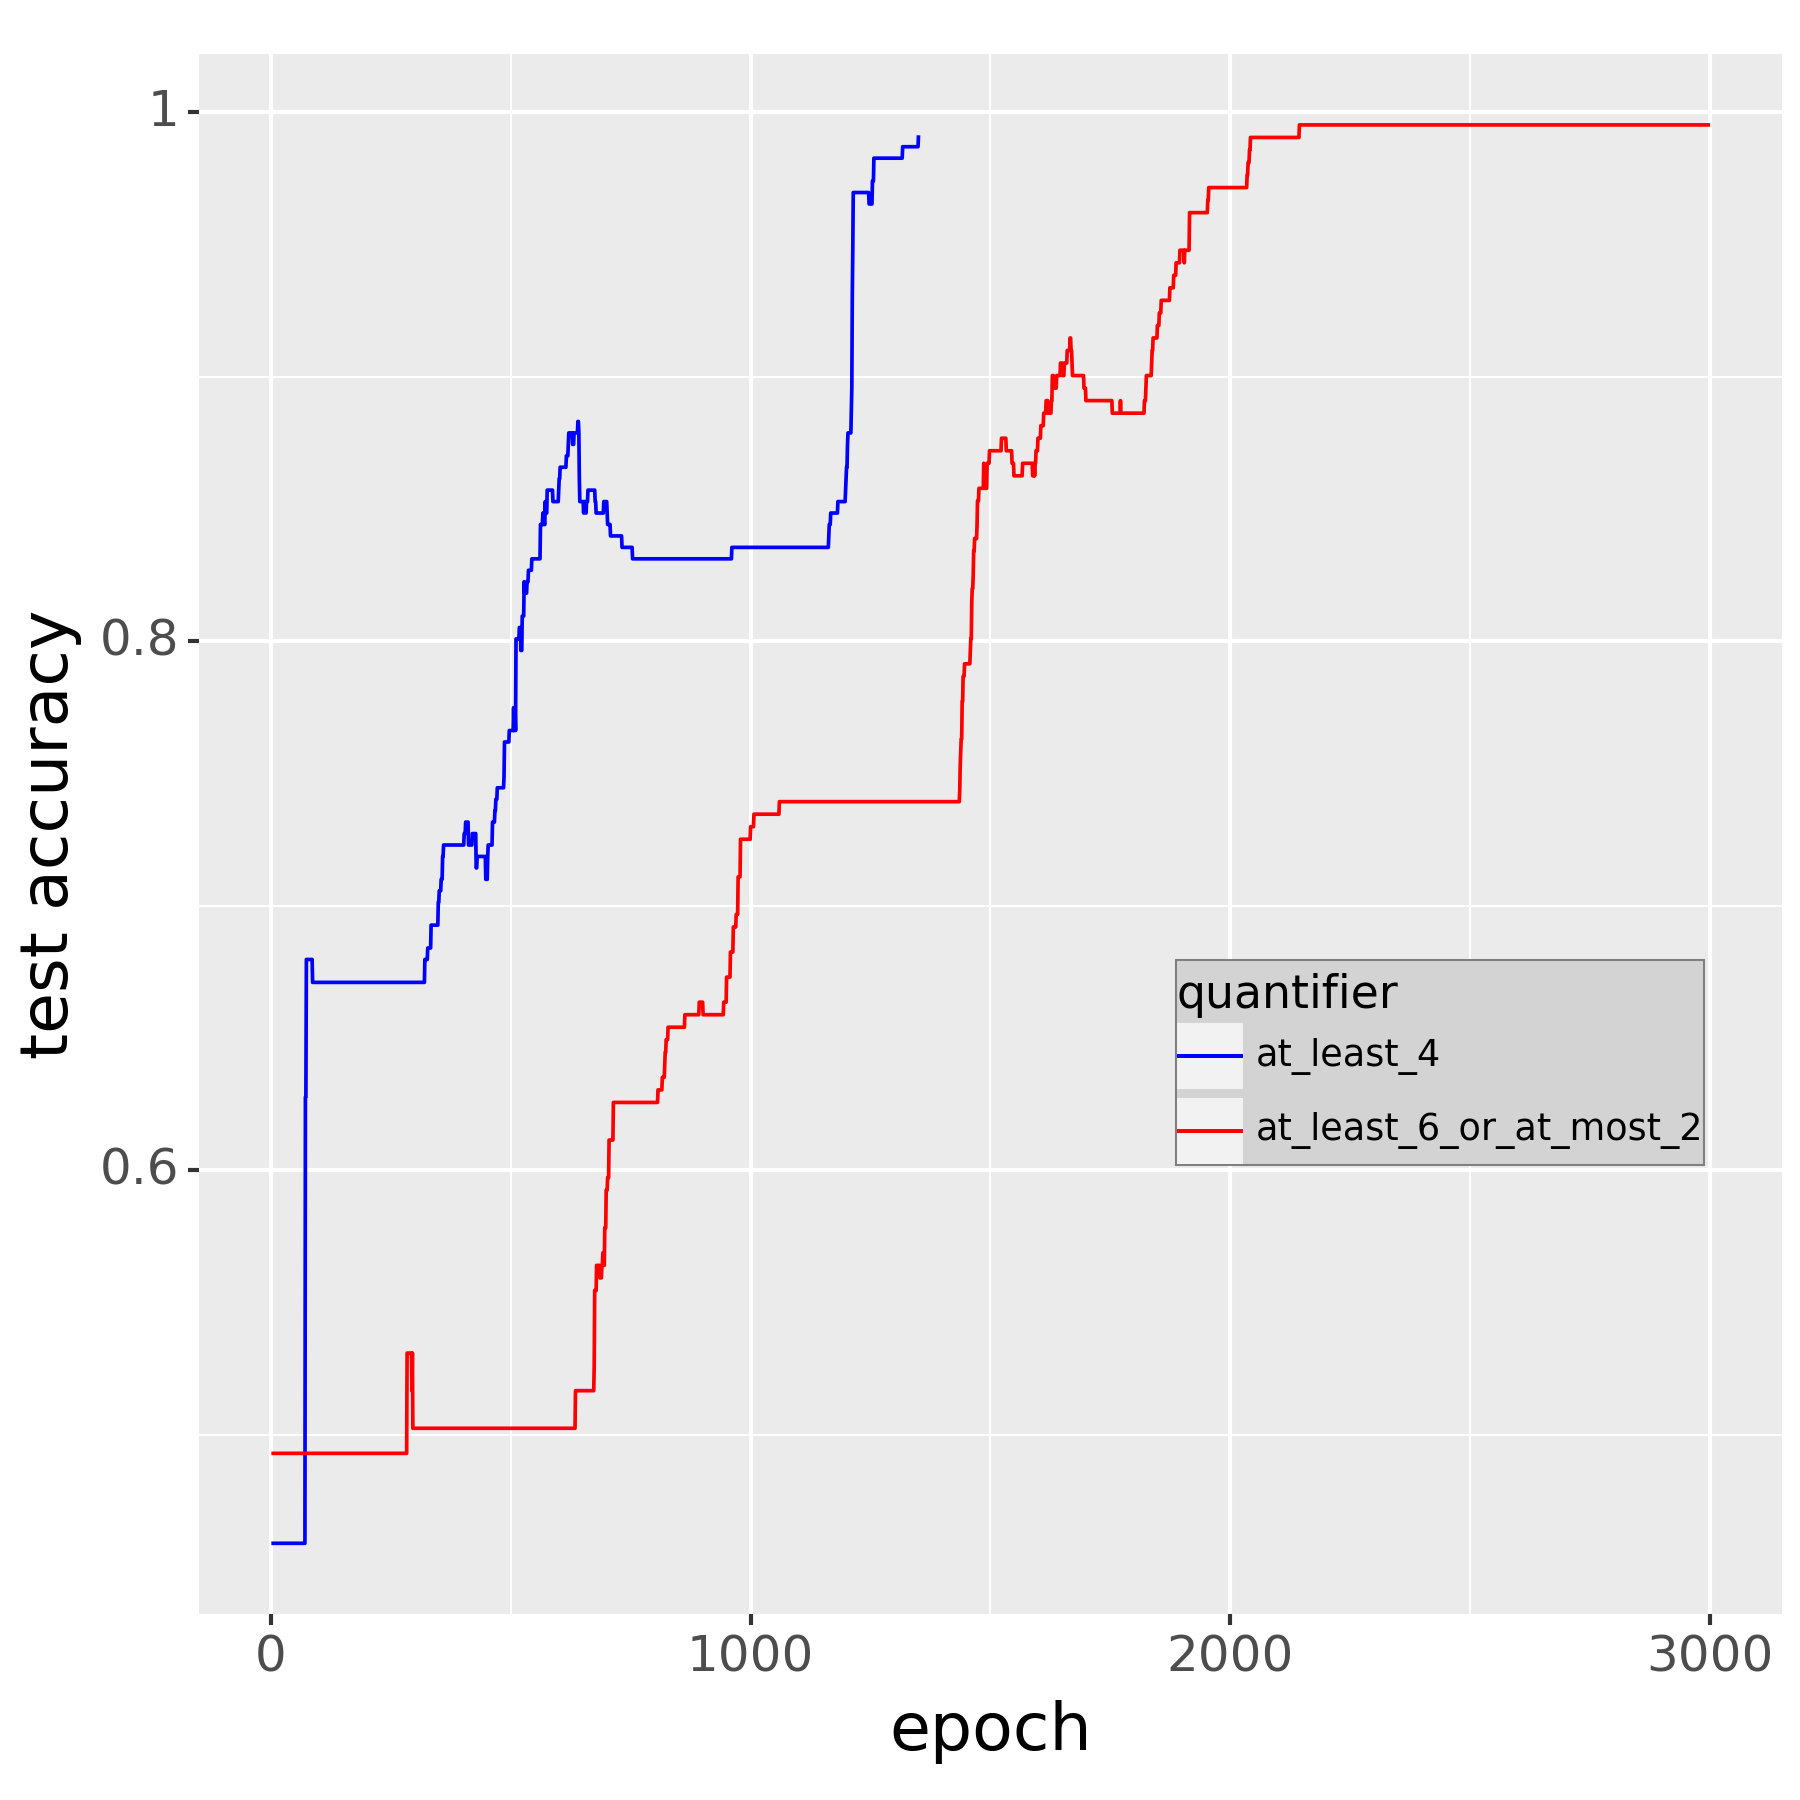 1
0.8
0.6
test accuracy
quantifier
at_least_4
at_least_6_or_at_most_2
0 1000 2000 3000
epoch